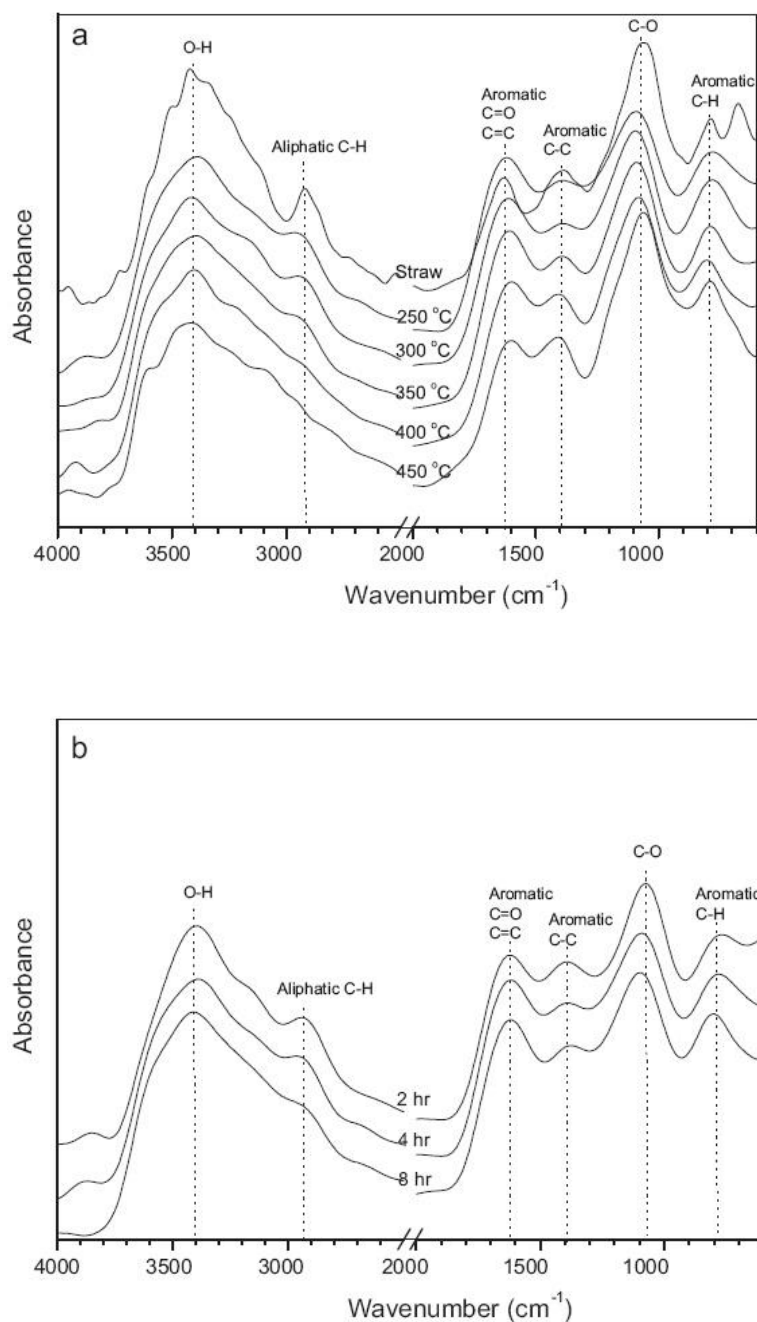 a
O-H
Aliphatic C-H
Aromatic
C=O
C=C
Aromatic
C-C
C-O
Aromatic
C-H
Absorbance
Straw
250 °C
300 °C
350 °C
400 °C
450 °C
4000 3500 3000 2000 1500 1000
Wavenumber (cm⁻¹)
b
O-H
Aliphatic C-H
Aromatic
C=O
C=C
Aromatic
C-C
C-O
Aromatic
C-H
Absorbance
2 hr
4 hr
8 hr
4000 3500 3000 2000 1500 1000
Wavenumber (cm⁻¹)